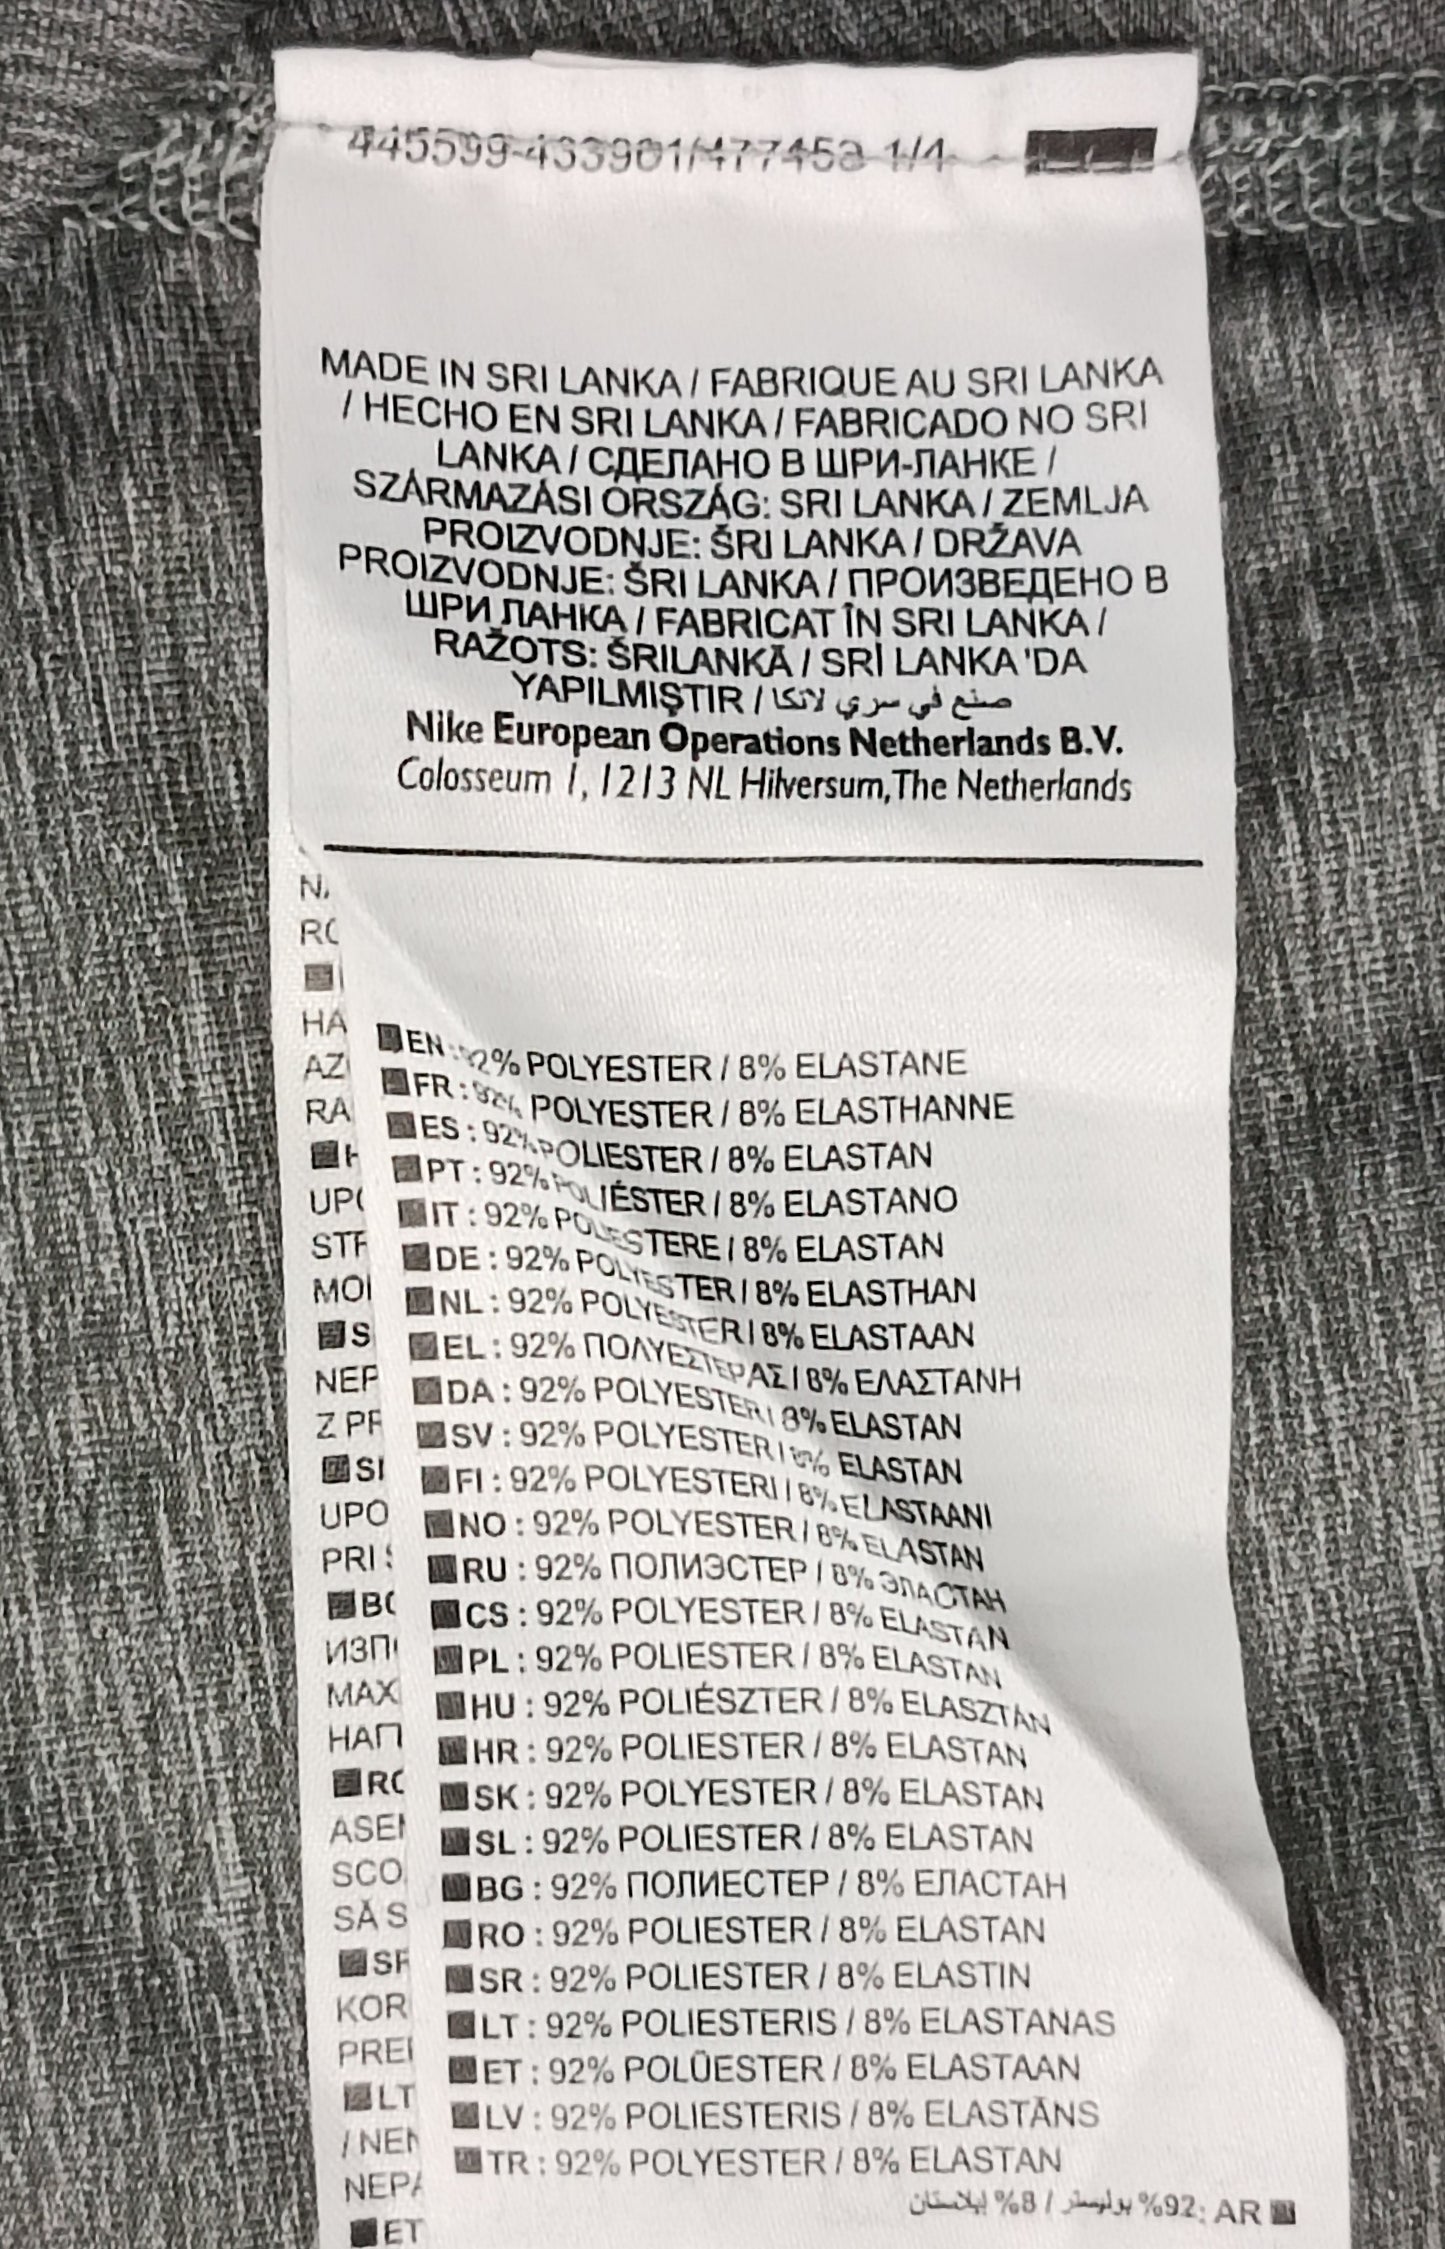 1/4
MADE IN SRI LANKA / FABRIQUE AU SRI LANKA
/ HECHO EN SRI LANKA / FABRICADO NO SRI
LANKA / СДЕЛАНО В ШРИ-ЛАНКЕ /
SZÁRMAZÁSI ORSZÁG: SRI LANKA / ZEMLJA
PROIZVODNJE: ŠRI LANKA / DRŽAVA
PROIZVODNJE: ŠRI LANKA / ПРОИЗВЕДЕНО В
ШРИ ЛАНКА / FABRICAT ÎN SRI LANKA /
RAŽOTS: ŠRILANKĀ / SRİ LANKA 'DA
YAPILMIŞTIR / صنع في سري لانكا
Nike European Operations Netherlands B.V.
Colosseum 1, 1213 NL Hilversum, The Netherlands
EN : 92% POLYESTER / 8% ELASTANE
FR : 92% POLYESTER / 8% ELASTHANNE
ES : 92% POLIESTER / 8% ELASTAN
PT : 92% POLIÉSTER / 8% ELASTANO
IT : 92% POLIESTERE / 8% ELASTAN
DE : 92% POLYESTER / 8% ELASTHAN
NL : 92% POLYESTER / 8% ELASTAAN
EL : 92% ΠΟΛΥΕΣΤΕΡΑΣ / 8% ΕΛΑΣΤΑΝΗ
DA : 92% POLYESTER / 8% ELASTAN
SV : 92% POLYESTER / 8% ELASTAN
FI : 92% POLYESTERI / 8% ELASTAANI
NO : 92% POLYESTER / 8% ELASTAN
RU : 92% ПОЛИЭСТЕР / 8% ЭЛАСТАН
CS : 92% POLYESTER / 8% ELASTAN
PL : 92% POLIESTER / 8% ELASTAN
HU : 92% POLIÉSZTER / 8% ELASZTÁN
HR : 92% POLIESTER / 8% ELASTAN
SK : 92% POLYESTER / 8% ELASTAN
SL : 92% POLIESTER / 8% ELASTAN
BG : 92% ПОЛИЕСТЕР / 8% ЕЛАСТАН
RO : 92% POLIESTER / 8% ELASTAN
SR : 92% POLIESTER / 8% ELASTIN
LT : 92% POLIESTERIS / 8% ELASTANAS
ET : 92% POLÜESTER / 8% ELASTAAN
LV : 92% POLIESTERIS / 8% ELASTĀNS
TR : 92% POLYESTER / 8% ELASTAN
AR :92% بوليستر / 8% إيلاستان